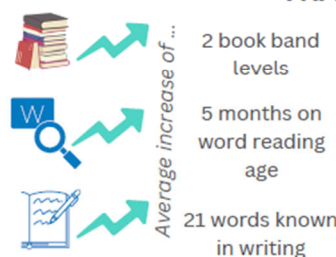 Average increase of ...
2 book band
levels
W
5 months on
word reading
age
21 words known
in writing